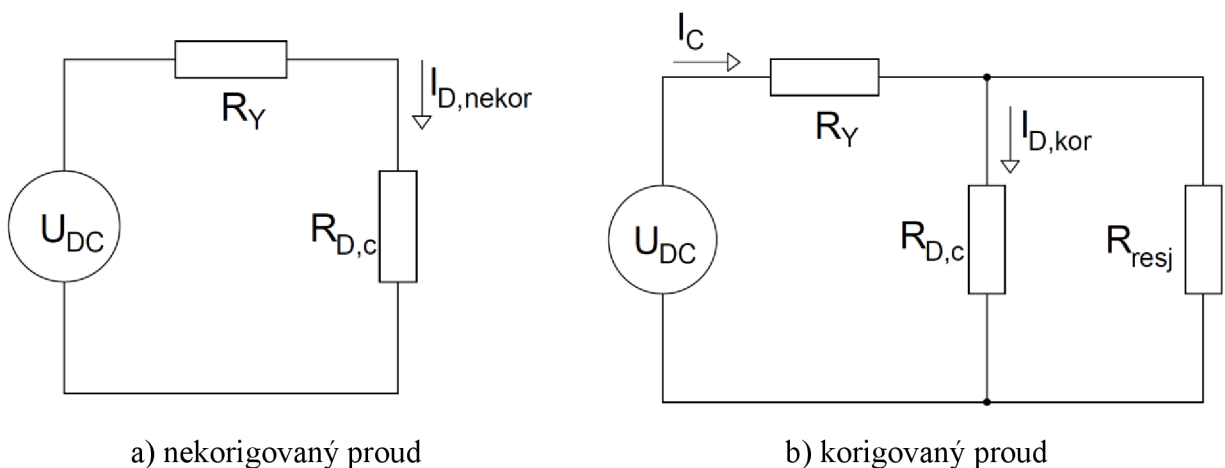 R_Y
I_D,nekor
U_DC
R_D,c
a) nekorigovaný proud
I_C
R_Y
I_D,kor
U_DC
R_D,c
R_resj
b) korigovaný proud